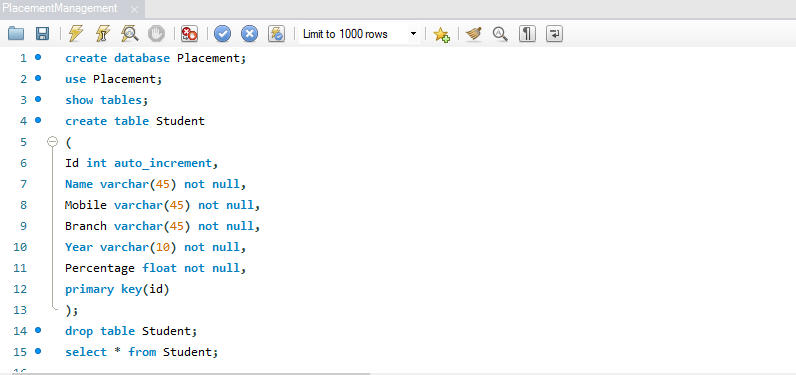 PlacementManagement
Limit to 1000 rows
1 create database Placement;
2 use Placement;
3 show tables;
4 create table Student
5 (
6 Id int auto_increment,
7 Name varchar(45) not null,
8 Mobile varchar(45) not null,
9 Branch varchar(45) not null,
10 Year varchar(10) not null,
11 Percentage float not null,
12 primary key(id)
13 );
14 drop table Student;
15 select * from Student;